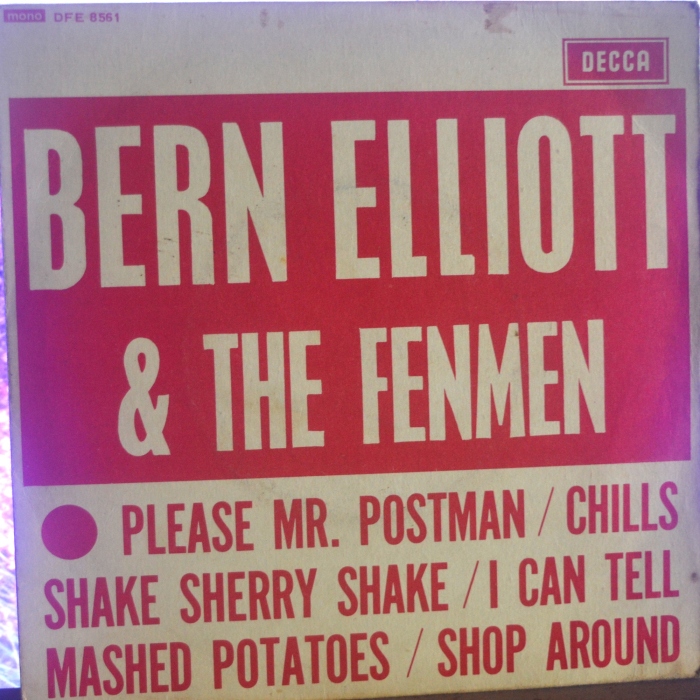 mono DFE 8561
DECCA
BERN ELLIOTT
& THE FENMEN
PLEASE MR. POSTMAN / CHILLS
SHAKE SHERRY SHAKE / I CAN TELL
MASHED POTATOES / SHOP AROUND